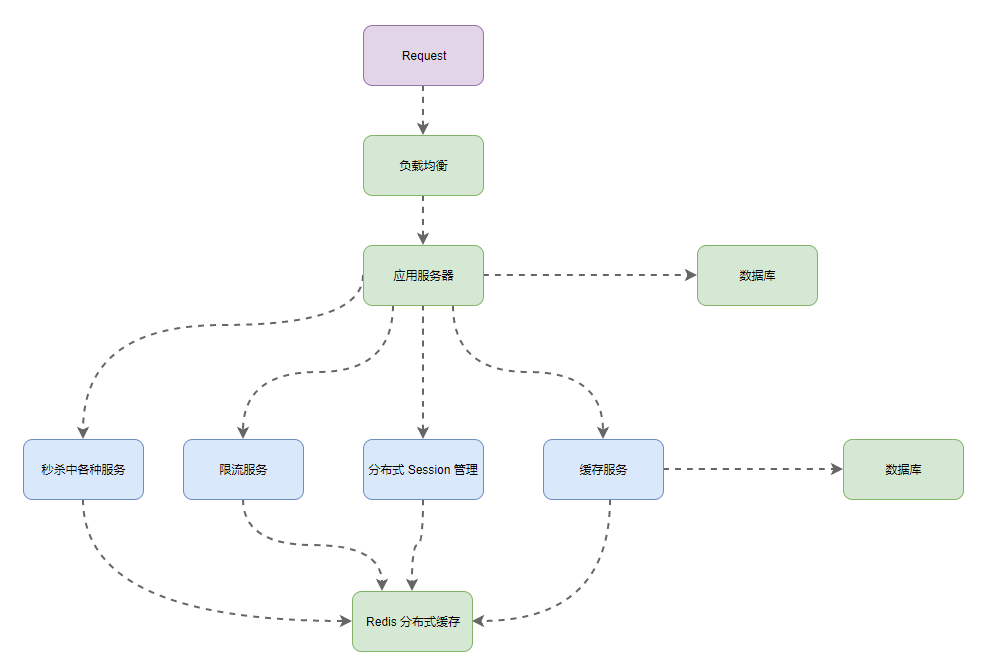 Request
负载均衡
应用服务器
数据库
秒杀中各种服务
限流服务
分布式 Session 管理
缓存服务
数据库
Redis 分布式缓存